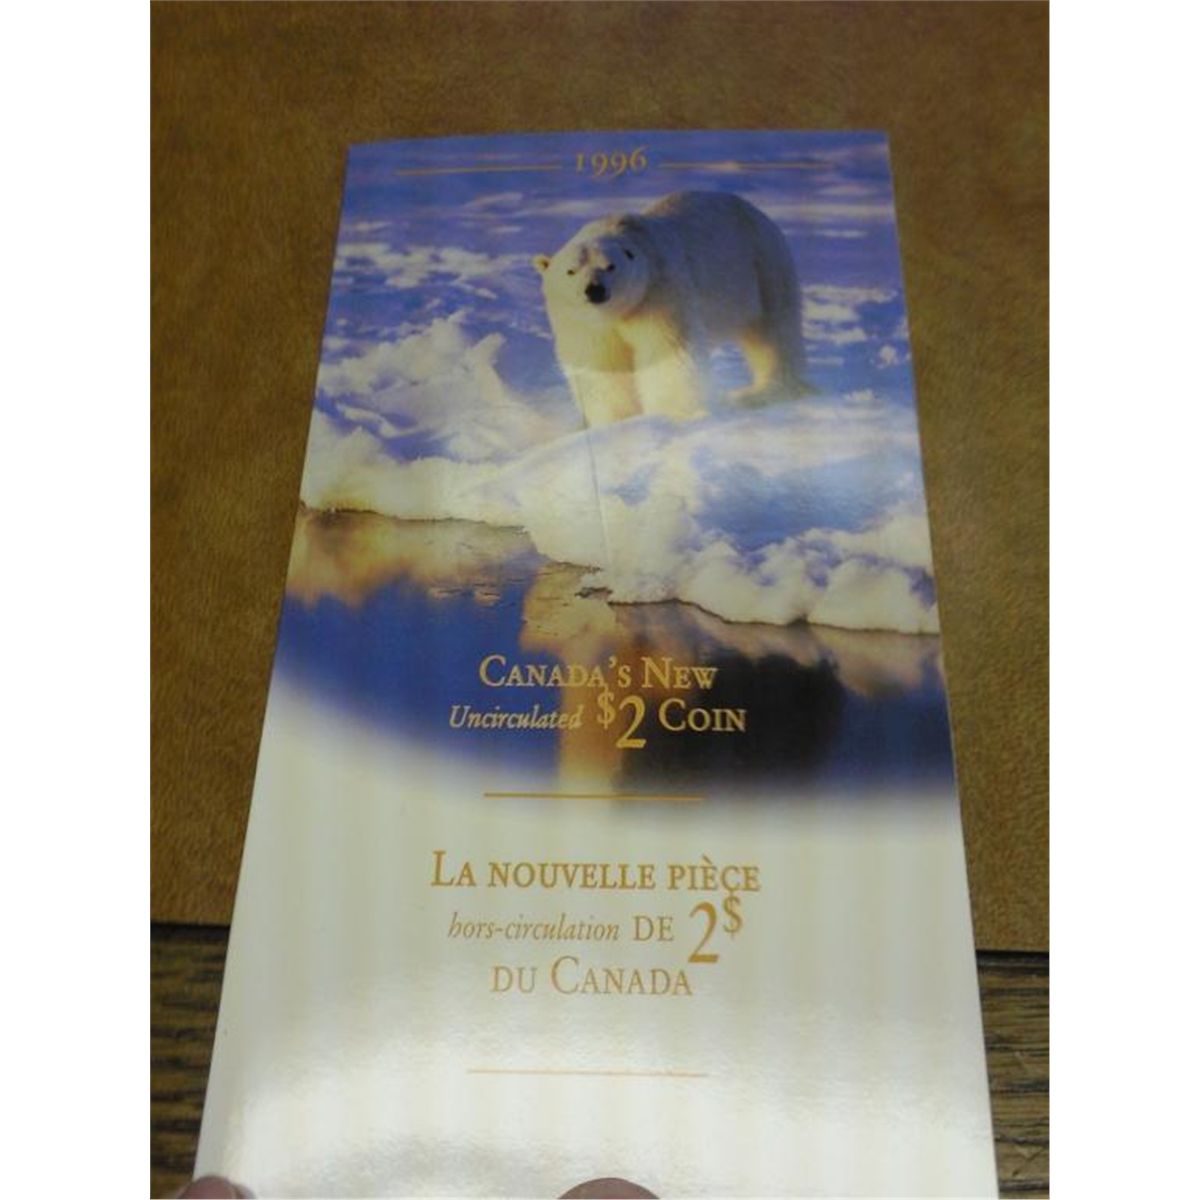 1996
Canada's New
Uncirculated $2 Coin
La nouvelle pièce
hors-circulation de 2$
du Canada